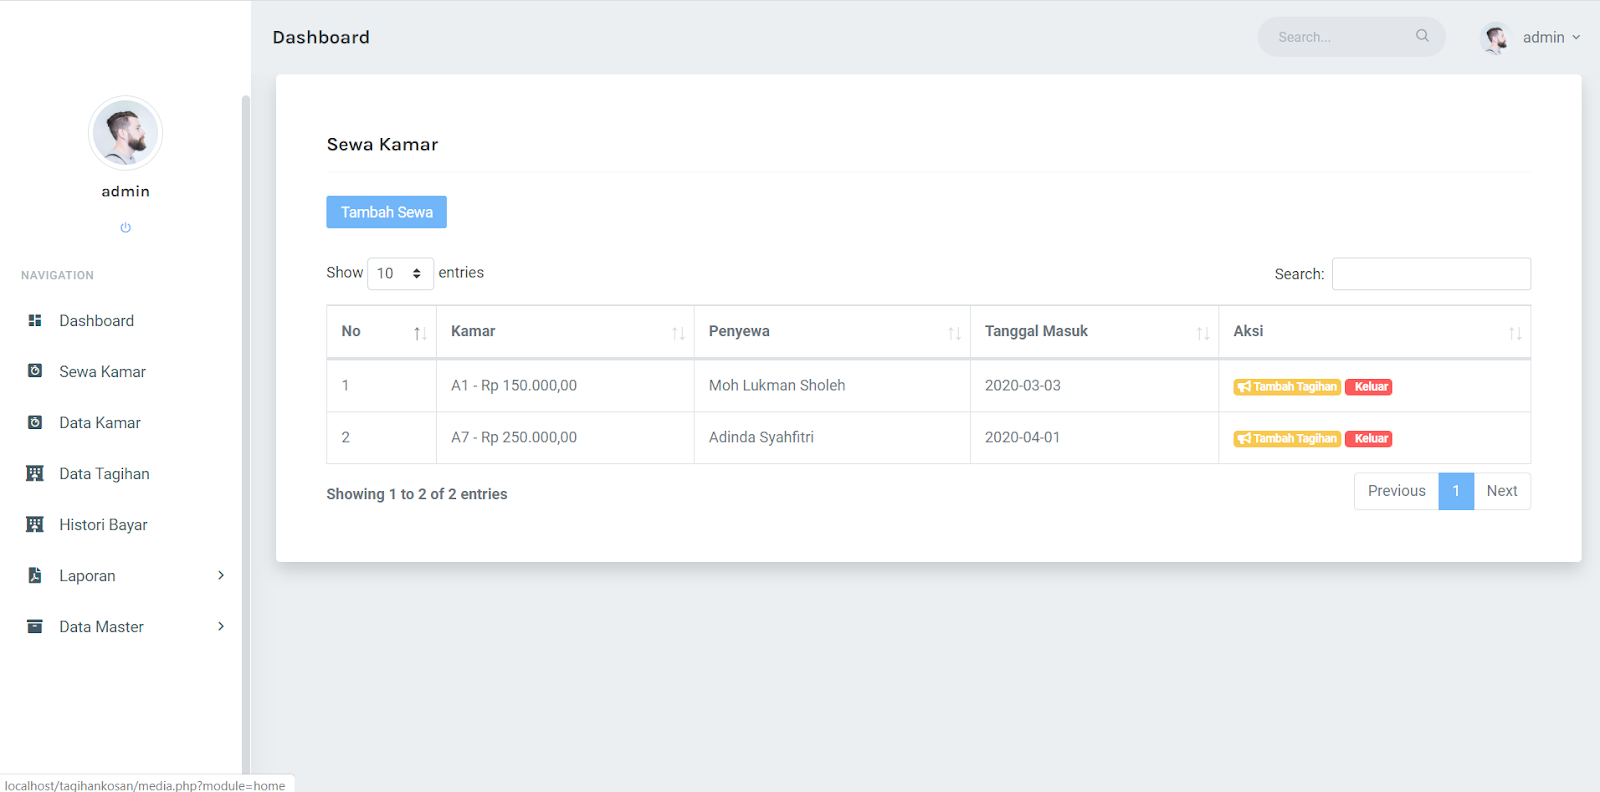 Dashboard
Search...
admin
admin
NAVIGATION
Dashboard
Sewa Kamar
Data Kamar
Data Tagihan
Histori Bayar
Laporan
Data Master
Sewa Kamar
Tambah Sewa
Show 10 entries
Search:
No Kamar Penyewa Tanggal Masuk Aksi
1 A1 - Rp 150.000,00 Moh Lukman Sholeh 2020-03-03 Tambah Tagihan Keluar
2 A7 - Rp 250.000,00 Adinda Syahfitri 2020-04-01 Tambah Tagihan Keluar
Showing 1 to 2 of 2 entries
Previous 1 Next
localhost/tagihankosan/media.php?module=home